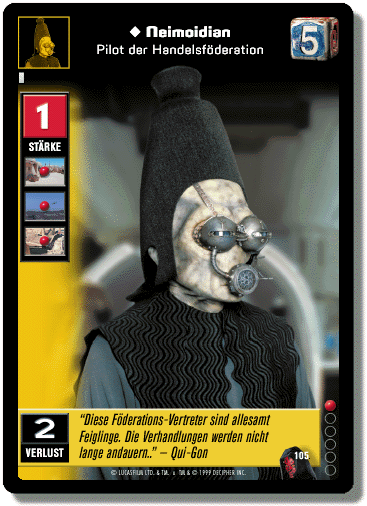 ◆ Neimoidian
Pilot der Handelsföderation
5
1
STÄRKE
2
VERLUST
"Diese Föderations-Vertreter sind allesamt
Feiglinge. Die Verhandlungen werden nicht
lange andauern.." – Qui-Gon
105
© LUCASFILM LTD. & TM. & TM & © 1999 DECIPHER INC.